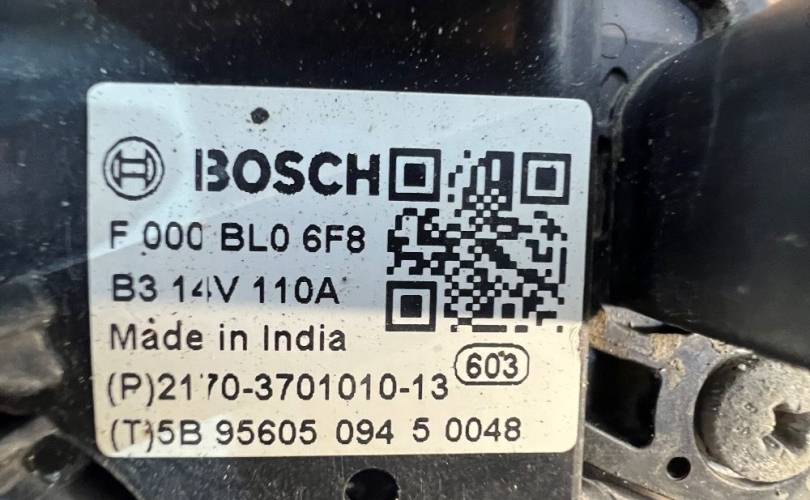 BOSCH
F 000 BL0 6F8
B3 14V 110A
Made in India
603
(P)2170-3701010-13
(T)5B 95605 094 5 0048